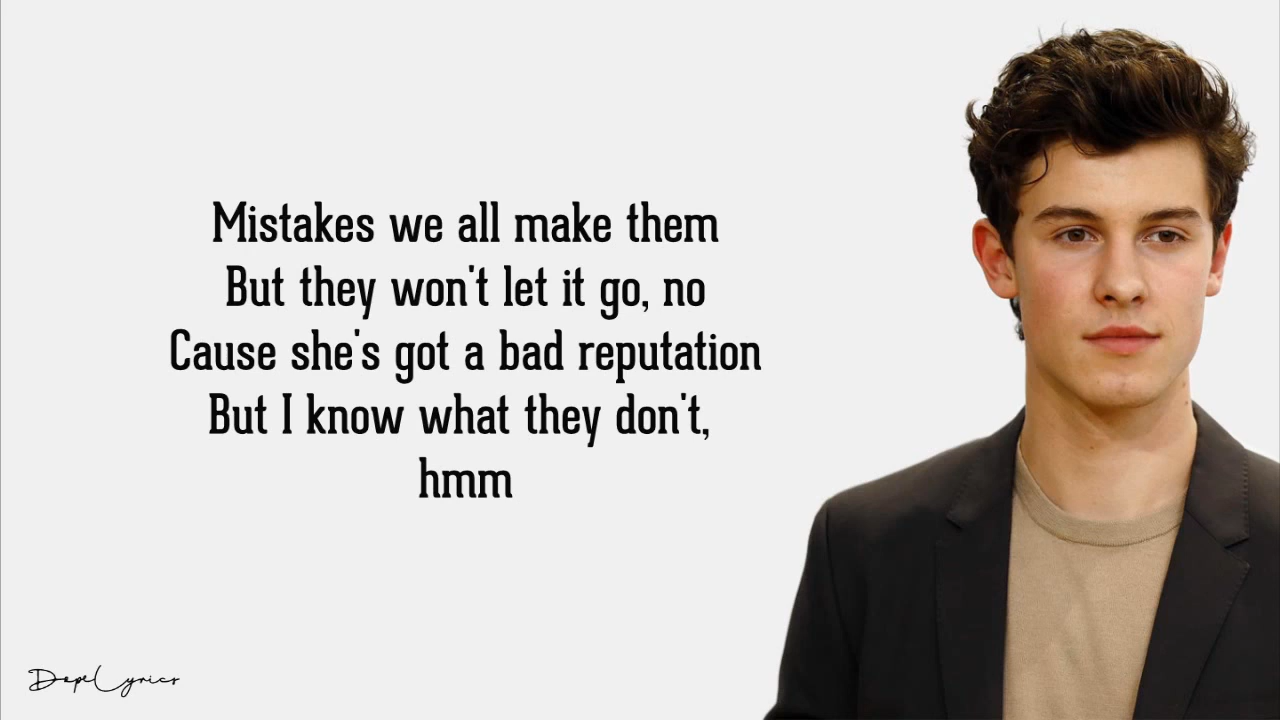 Mistakes we all make them
But they won't let it go, no
Cause she's got a bad reputation
But I know what they don't,
hmm
DopeLyrics